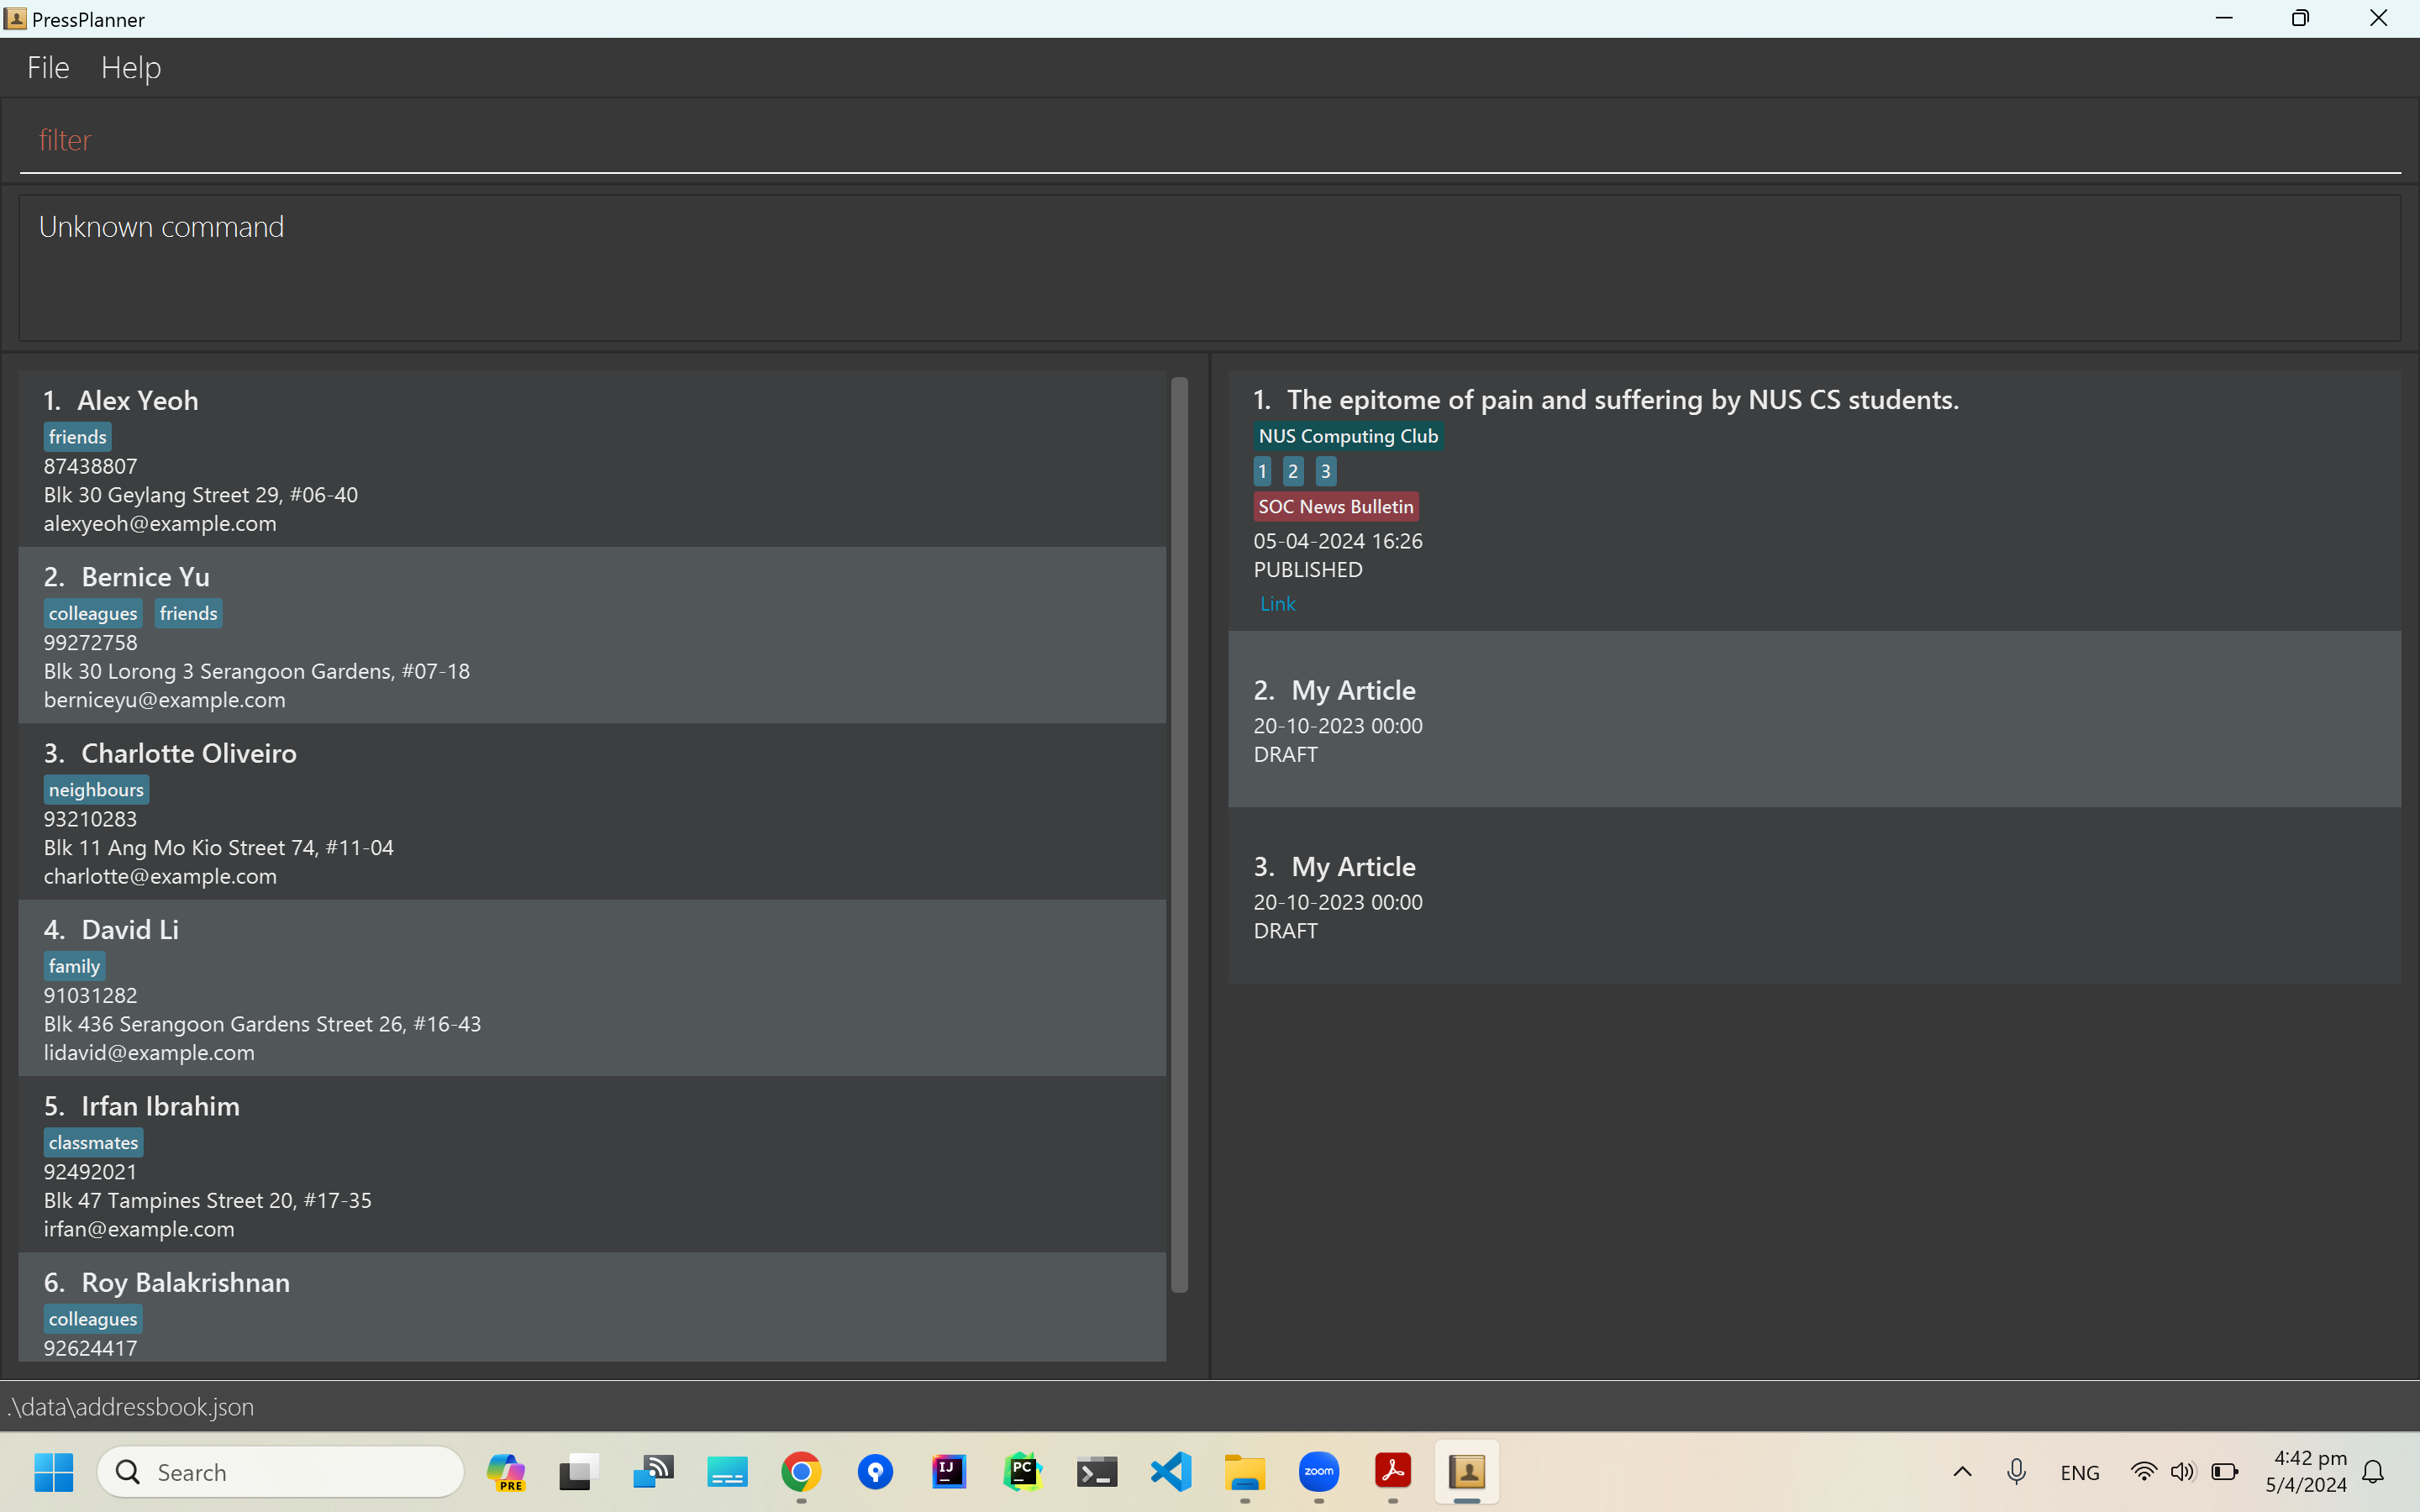 PressPlanner
File Help
filter
Unknown command
1. Alex Yeoh
friends
87438807
Blk 30 Geylang Street 29, #06-40
alexyeoh@example.com
2. Bernice Yu
colleagues friends
99272758
Blk 30 Lorong 3 Serangoon Gardens, #07-18
berniceyu@example.com
3. Charlotte Oliveiro
neighbours
93210283
Blk 11 Ang Mo Kio Street 74, #11-04
charlotte@example.com
4. David Li
family
91031282
Blk 436 Serangoon Gardens Street 26, #16-43
lidavid@example.com
5. Irfan Ibrahim
classmates
92492021
Blk 47 Tampines Street 20, #17-35
irfan@example.com
6. Roy Balakrishnan
colleagues
92624417
1. The epitome of pain and suffering by NUS CS students.
NUS Computing Club
1 2 3
SOC News Bulletin
05-04-2024 16:26
PUBLISHED
Link
2. My Article
20-10-2023 00:00
DRAFT
3. My Article
20-10-2023 00:00
DRAFT
.\data\addressbook.json
Search
PRE
IJ
PC
zoom
ENG
4:42 pm
5/4/2024